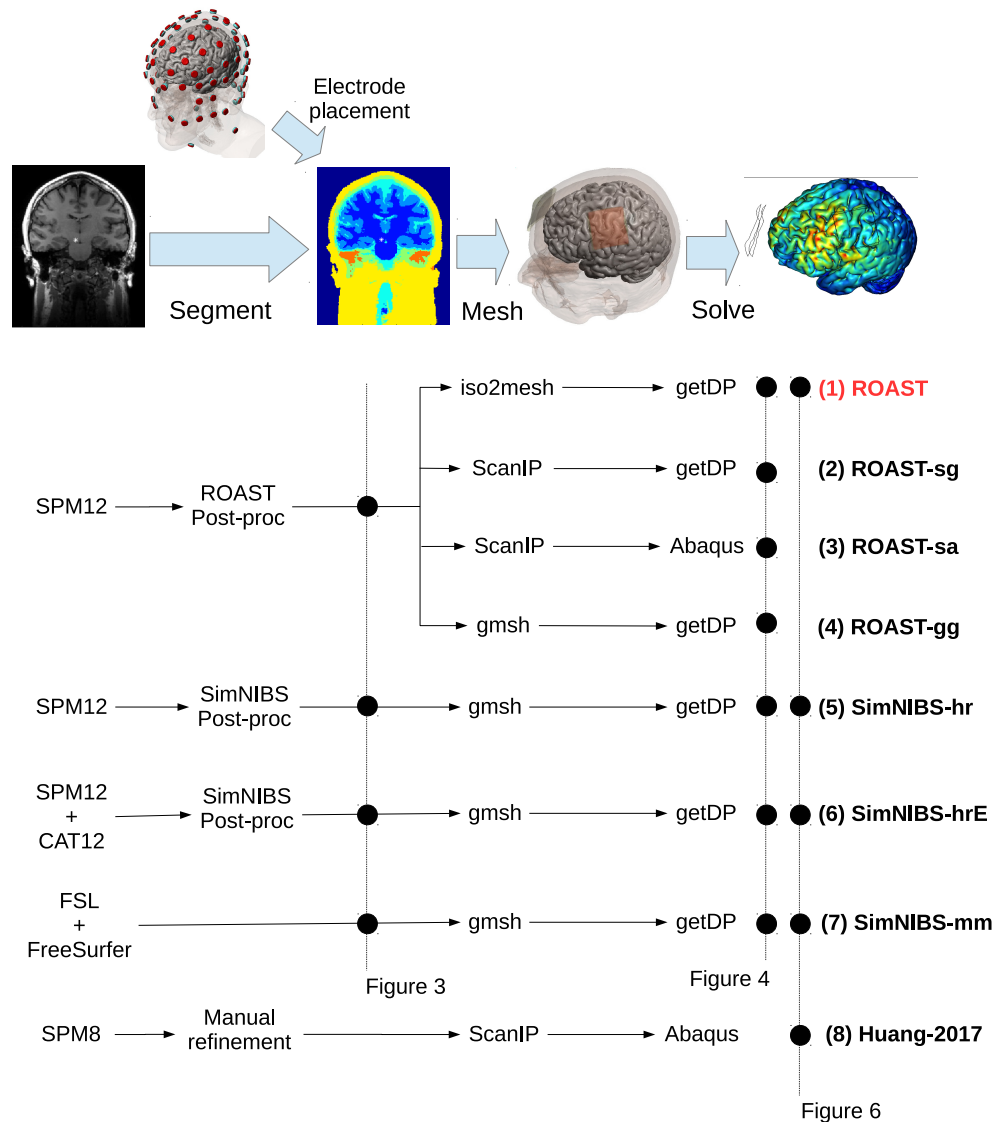 Electrode
placement
Segment
Mesh
Solve
iso2mesh
getDP
(1) ROAST
ScanIP
getDP
(2) ROAST-sg
SPM12
ROAST
Post-proc
ScanIP
Abaqus
(3) ROAST-sa
gmsh
getDP
(4) ROAST-gg
SPM12
SimNIBS
Post-proc
gmsh
getDP
(5) SimNIBS-hr
SPM12
+
CAT12
SimNIBS
Post-proc
gmsh
getDP
(6) SimNIBS-hrE
FSL
+
FreeSurfer
gmsh
getDP
(7) SimNIBS-mm
Figure 3
Figure 4
SPM8
Manual
refinement
ScanIP
Abaqus
(8) Huang-2017
Figure 6